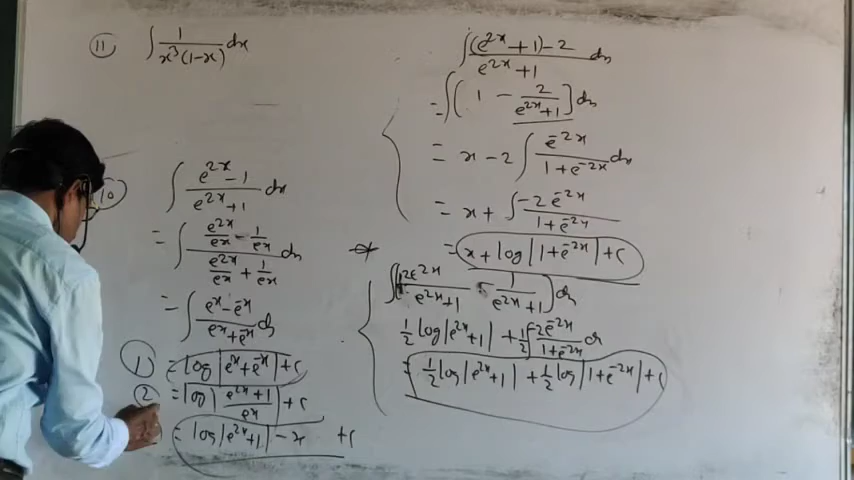 ⑪ ∫ 1/(x³(1-x)) dx
10
∫ (e^{2x} - 1)/(e^{2x} + 1) dx
= ∫ (e^{2x}/e^x - 1/e^x)/(e^{2x}/e^x + 1/e^x) dx
= ∫ (e^x - e^{-x})/(e^x + e^{-x}) dx
① = log|e^x + e^{-x}| + c
② = log|(e^{2x} + 1)/e^x| + c
= log|e^{2x} + 1| - x + c
∫ ((e^{2x} + 1) - 2)/(e^{2x} + 1) dx
= ∫ (1 - 2/(e^{2x} + 1)) dx
= x - 2 ∫ e^{-2x}/(1 + e^{-2x}) dx
= x + ∫ -2e^{-2x}/(1 + e^{-2x})
= x + log|1 + e^{-2x}| + c
e^{2x}/(e^{2x} + 1) 1/(e^{2x} + 1) dx
1/2 log|e^{2x} + 1| + 1/2 ∫ -2e^{-2x}/(1 + e^{-2x}) dx
= 1/2 log|e^{2x} + 1| + 1/2 log|1 + e^{-2x}| + c